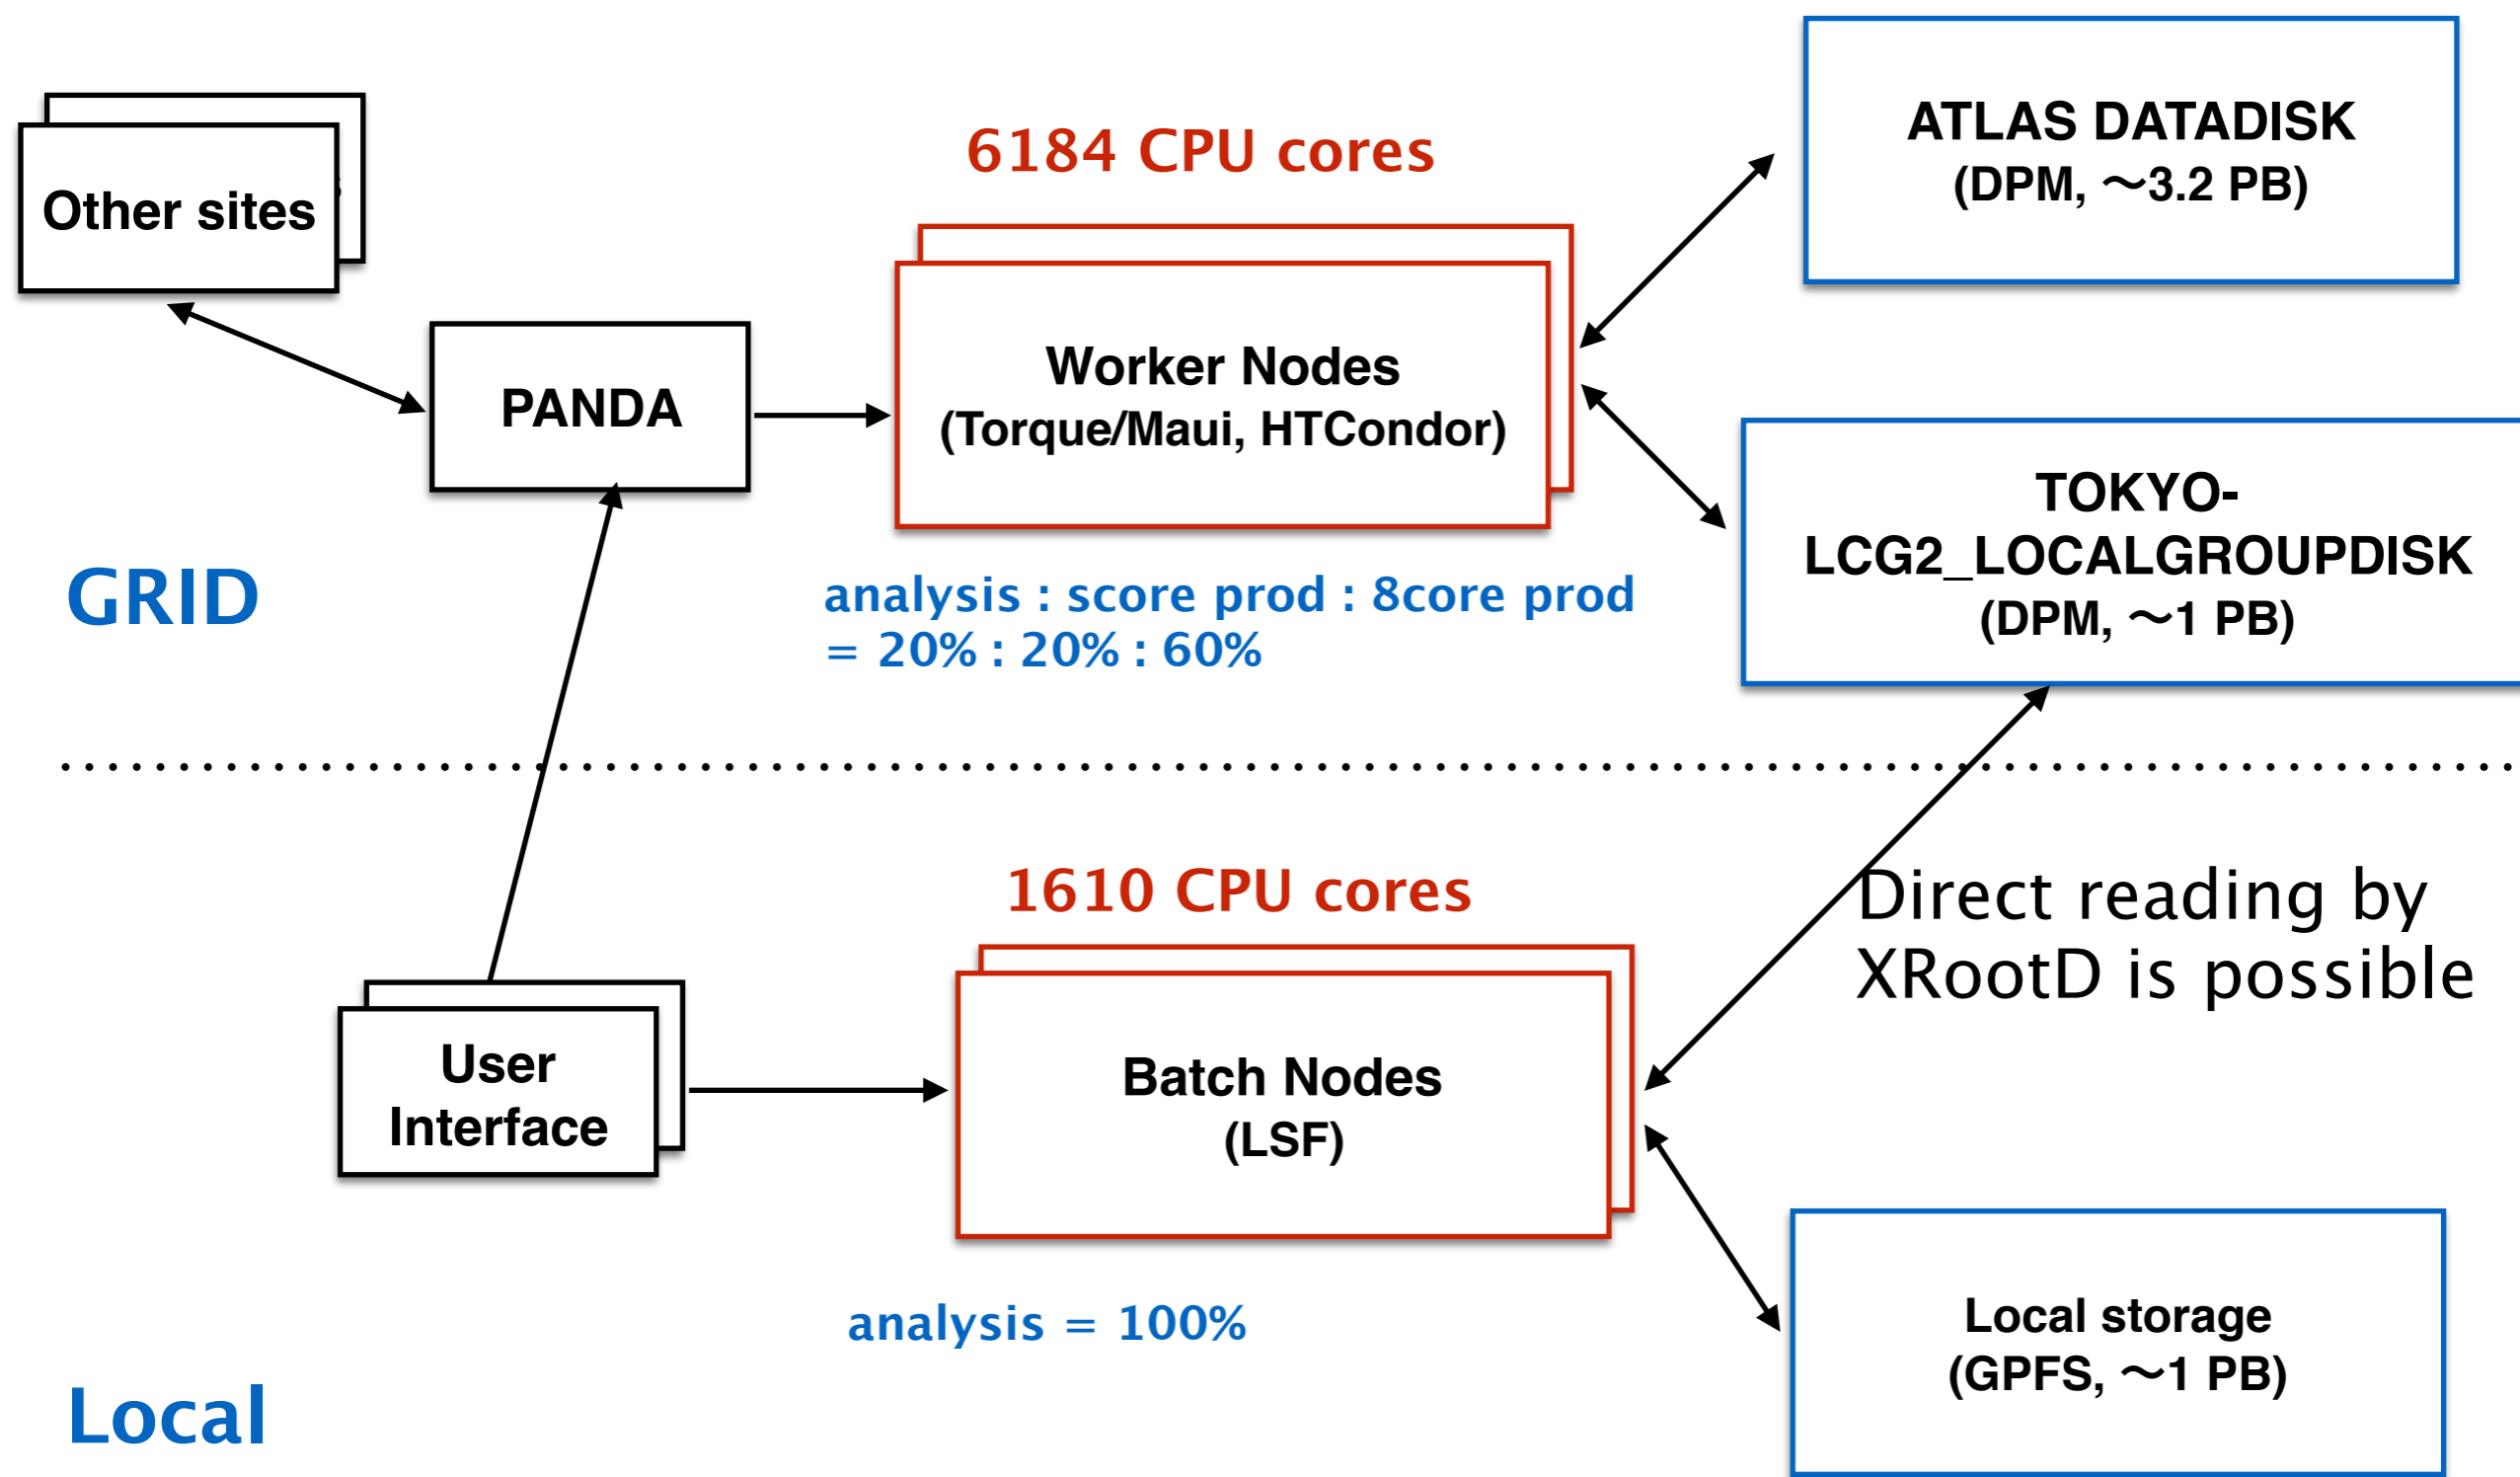 ATLAS DATADISK
(DPM, ～3.2 PB)
6184 CPU cores
Other sites
Worker Nodes
(Torque/Maui, HTCondor)
PANDA
TOKYO-
LCG2_LOCALGROUPDISK
(DPM, ～1 PB)
GRID
analysis : score prod : 8core prod
= 20% : 20% : 60%
1610 CPU cores
Direct reading by
XRootD is possible
User
Interface
Batch Nodes
(LSF)
analysis = 100%
Local storage
(GPFS, ～1 PB)
Local